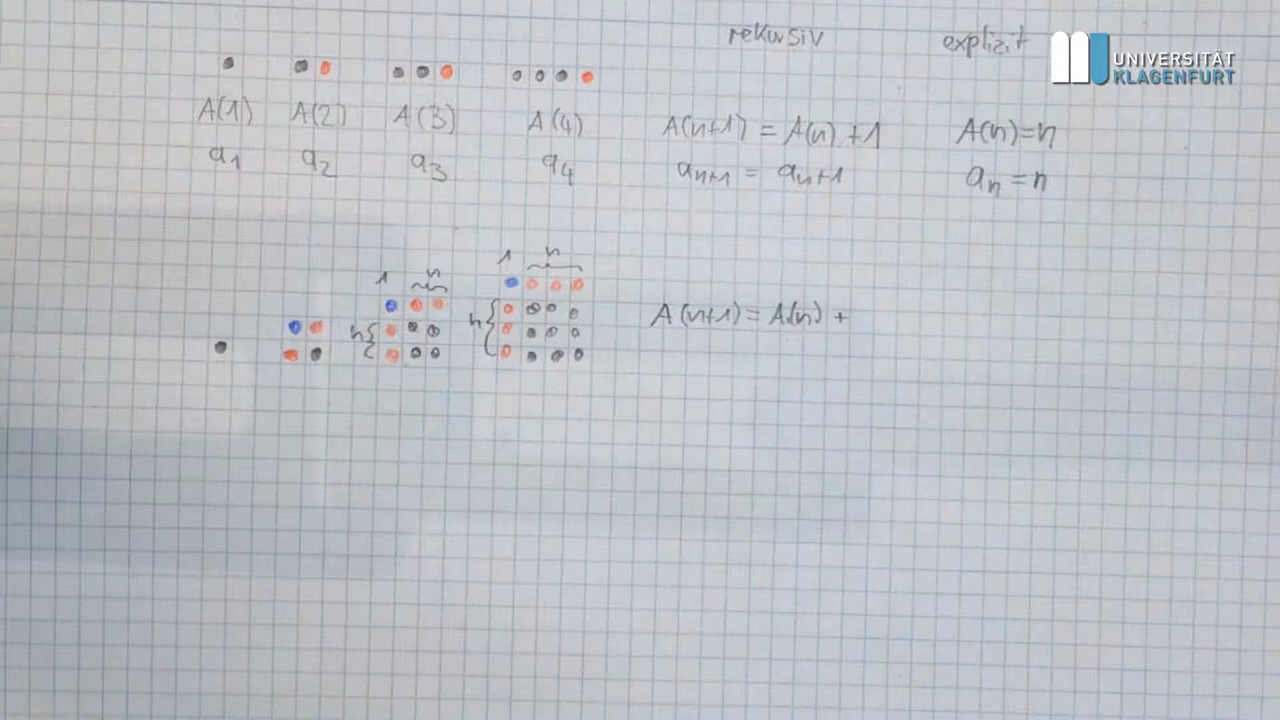 rekursiv explizit
UNIVERSITÄT
KLAGENFURT
A(1) A(2) A(3) A(4) A(n+1) = A(n) + 1 A(n)=n
a₁ a₂ a₃ a₄ aₙ₊₁ = aₙ+1 aₙ = n
1 n
1 n
n n A(n+1) = A(n) +